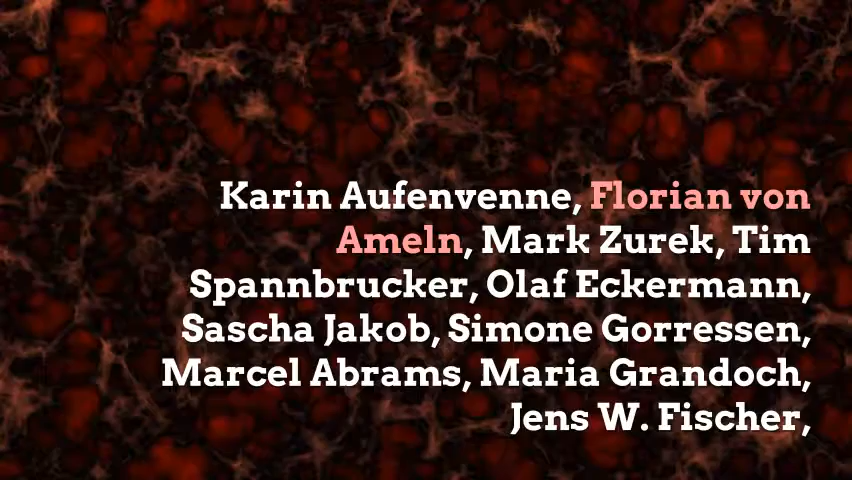 Karin Aufenvenne, Florian von
Ameln, Mark Zurek, Tim
Spannbrucker, Olaf Eckermann,
Sascha Jakob, Simone Gorressen,
Marcel Abrams, Maria Grandoch,
Jens W. Fischer,